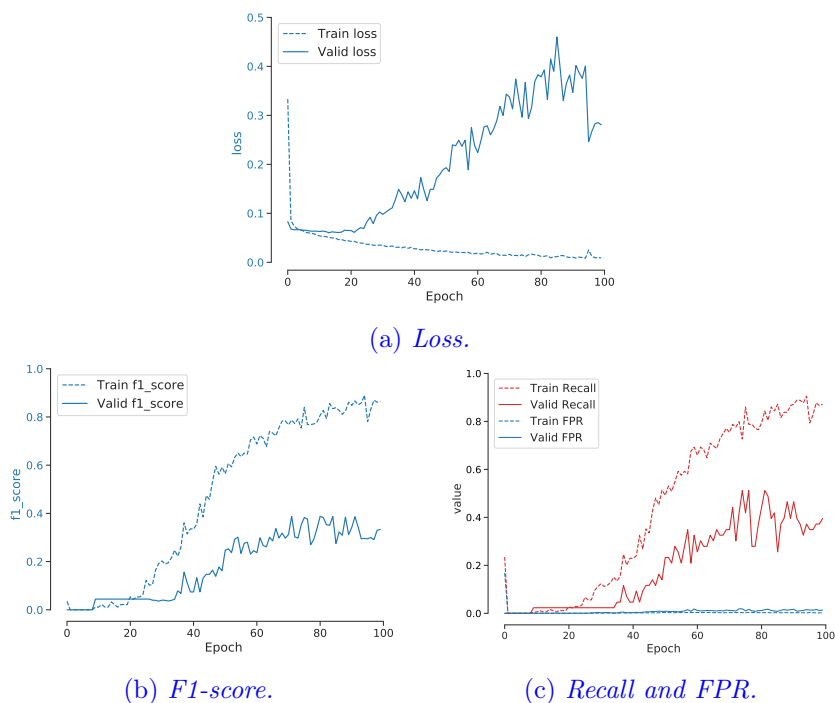 0.5
0.4
0.3
0.2
0.1
0.0
loss
Train loss
Valid loss
0 20 40 60 80 100
Epoch
(a) Loss.
1.0
0.8
0.6
0.4
0.2
0.0
f1_score
Train f1_score
Valid f1_score
0 20 40 60 80 100
Epoch
(b) F1-score.
1.0
0.8
0.6
0.4
0.2
0.0
value
Train Recall
Valid Recall
Train FPR
Valid FPR
0 20 40 60 80 100
Epoch
(c) Recall and FPR.